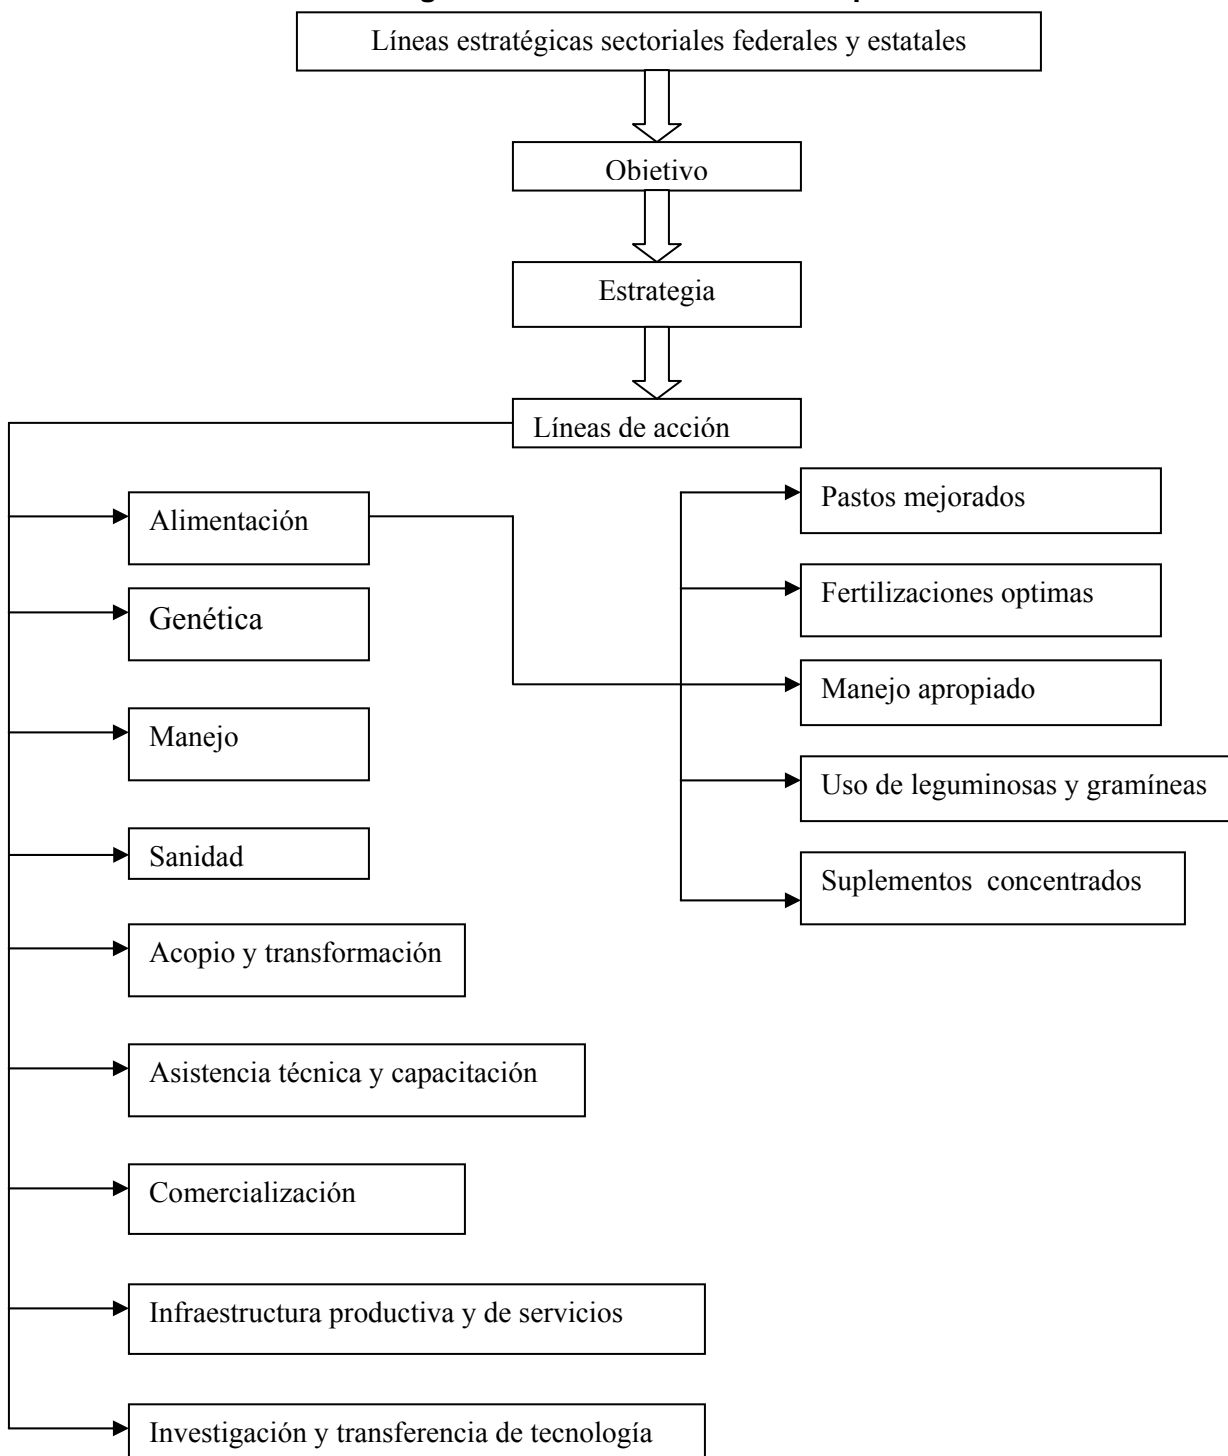 Líneas estratégicas sectoriales federales y estatales
Objetivo
Estrategia
Líneas de acción
Alimentación
Genética
Manejo
Sanidad
Acopio y transformación
Asistencia técnica y capacitación
Comercialización
Infraestructura productiva y de servicios
Investigación y transferencia de tecnología
Pastos mejorados
Fertilizaciones optimas
Manejo apropiado
Uso de leguminosas y gramíneas
Suplementos concentrados